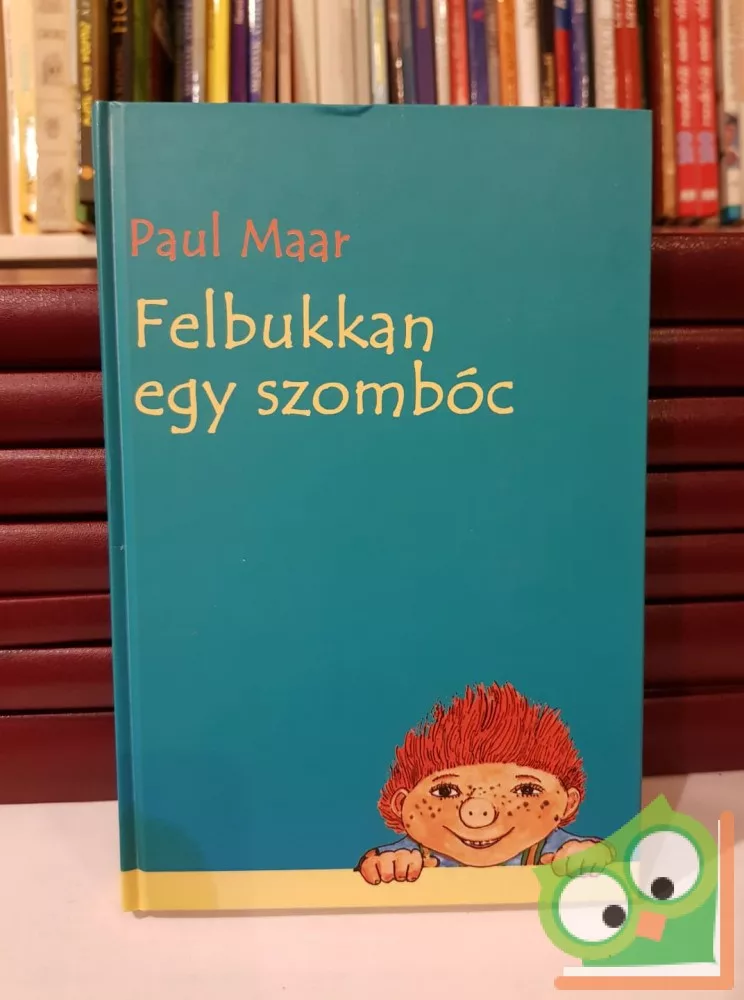 Paul Maar
Felbukkan
egy szombóc